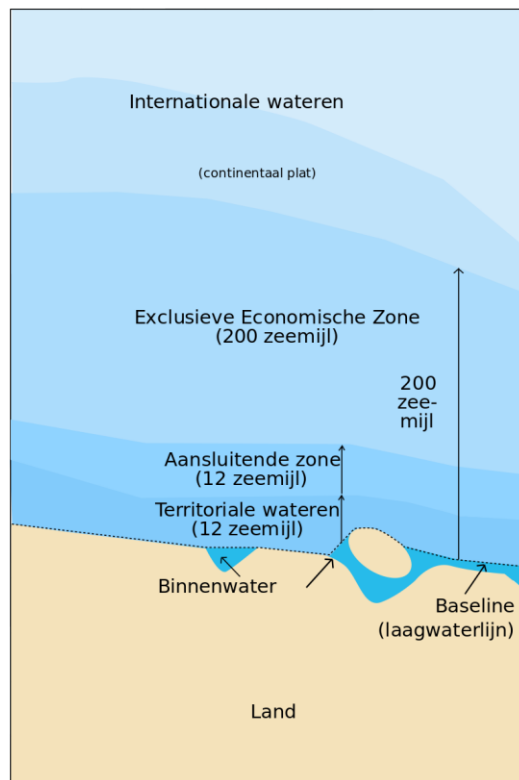 Internationale wateren
(continentaal plat)
Exclusieve Economische Zone
(200 zeemijl)
200
zee-
mijl
Aansluitende zone
(12 zeemijl)
Territoriale wateren
(12 zeemijl)
Binnenwater
Baseline
(laagwaterlijn)
Land